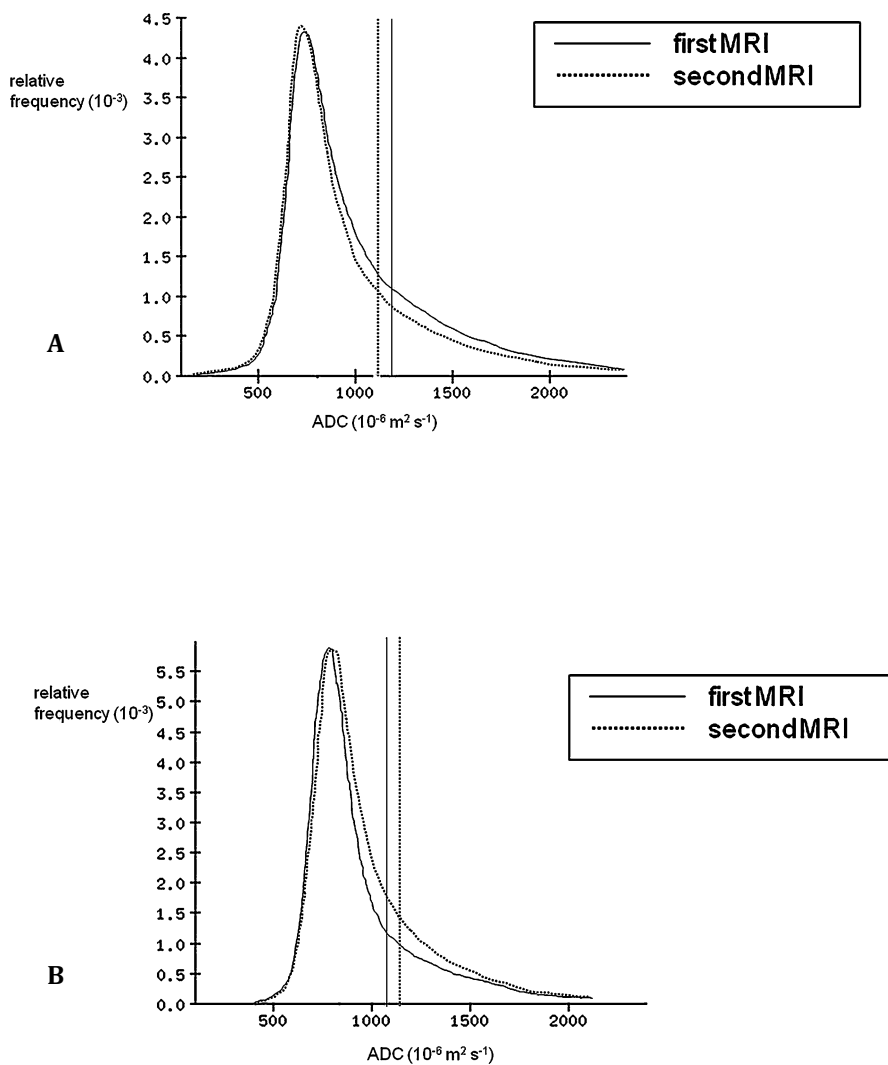 4.5
firstMRI
secondMRI
4.0
relative
frequency (10-3)
3.5
3.0
2.5
2.0
1.5
1.0
A
0.5
0.0
500 1000 1500 2000
ADC (10-6 m2 s-1)
firstMRI
secondMRI
relative
frequency (10-3)
5.5
5.0
4.5
4.0
3.5
3.0
2.5
2.0
1.5
1.0
B
0.5
0.0
500 1000 1500 2000
ADC (10-6 m2 s-1)